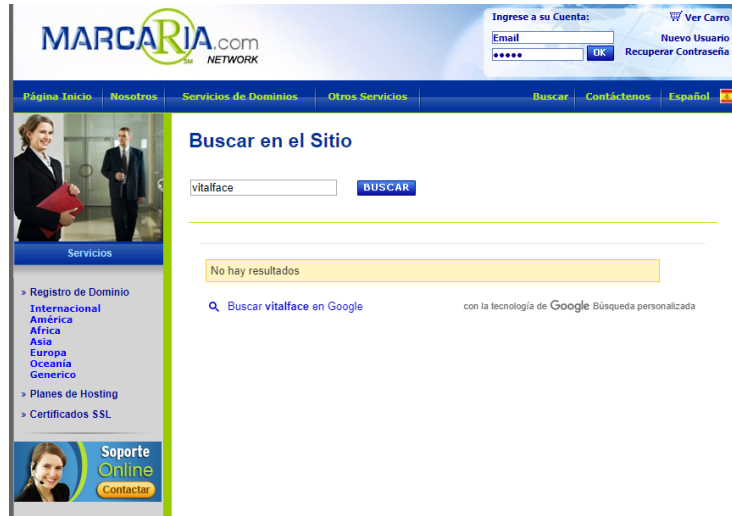 MARCARIA.com
SM NETWORK
Ingrese a su Cuenta:
Ver Carro
Email
OK
Nuevo Usuario
Recuperar Contraseña
Página Inicio
Nosotros
Servicios de Dominios
Otros Servicios
Buscar
Contáctenos
Español
Buscar en el Sitio
vitalface
BUSCAR
No hay resultados
Buscar vitalface en Google
con la tecnología de Google Búsqueda personalizada
Servicios
» Registro de Dominio
Internacional
América
Africa
Asia
Europa
Oceanía
Generico
» Planes de Hosting
» Certificados SSL
Soporte
Online
Contactar